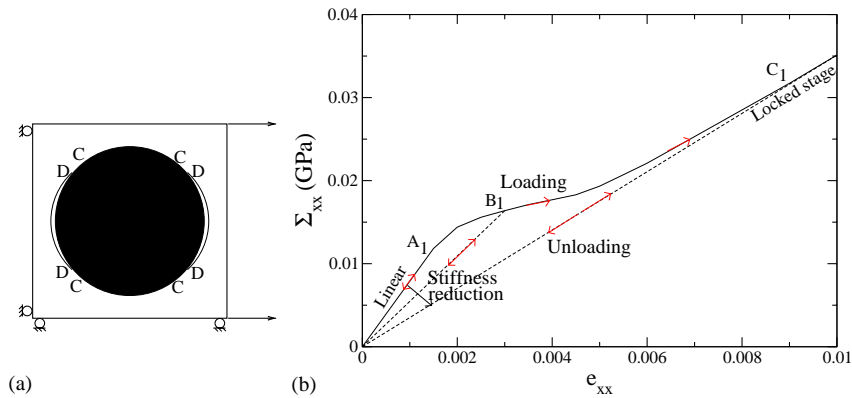 C
C
D
D
D
D
C
C
(a)
0.04
0.03
0.02
0.01
0
Σxx (GPa)
C1
Locked stage
Loading
B1
A1
Unloading
Linear
Stiffness
reduction
0
0.002
0.004
0.006
0.008
0.01
exx
(b)